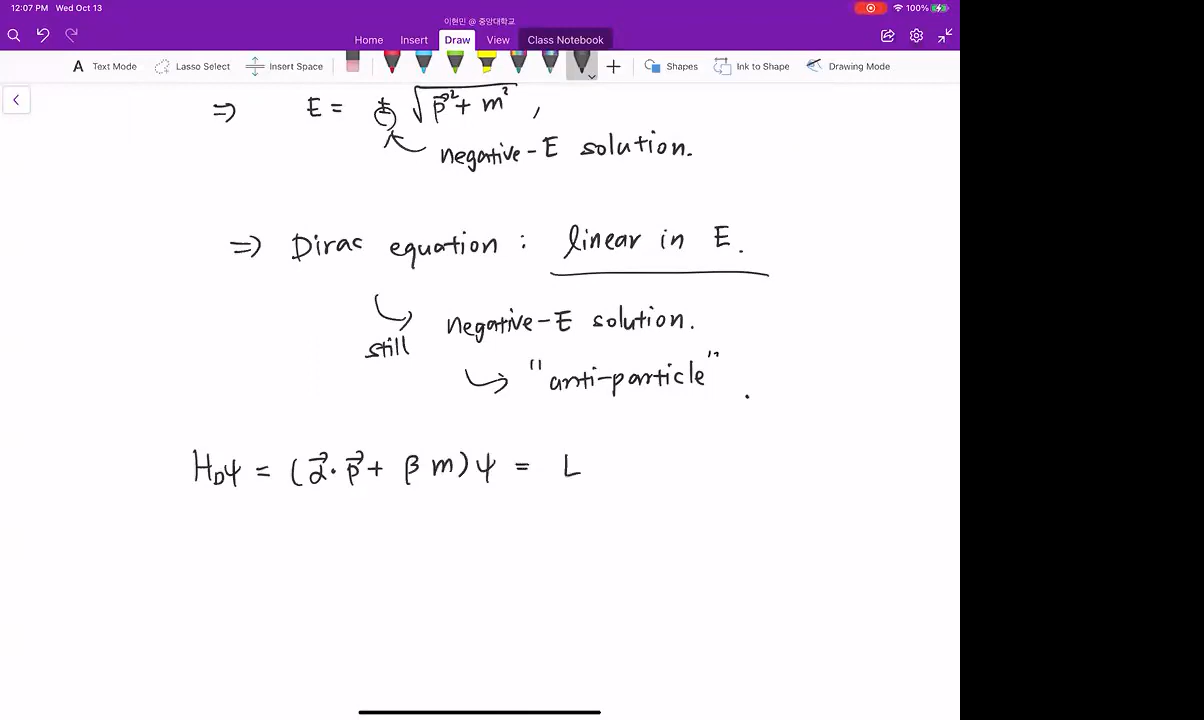 12:07 PM Wed Oct 13
100%
이현민 @ 중앙대학교
Home Insert Draw View Class Notebook
Text Mode Lasso Select Insert Space Shapes Ink to Shape Drawing Mode
⇒ E = ± √(p⃗² + m²) ,
negative-E solution.
⇒ Dirac equation : linear in E.
still negative-E solution.
"anti-particle" .
H_Dψ = (α⃗·p⃗ + β m)ψ = L